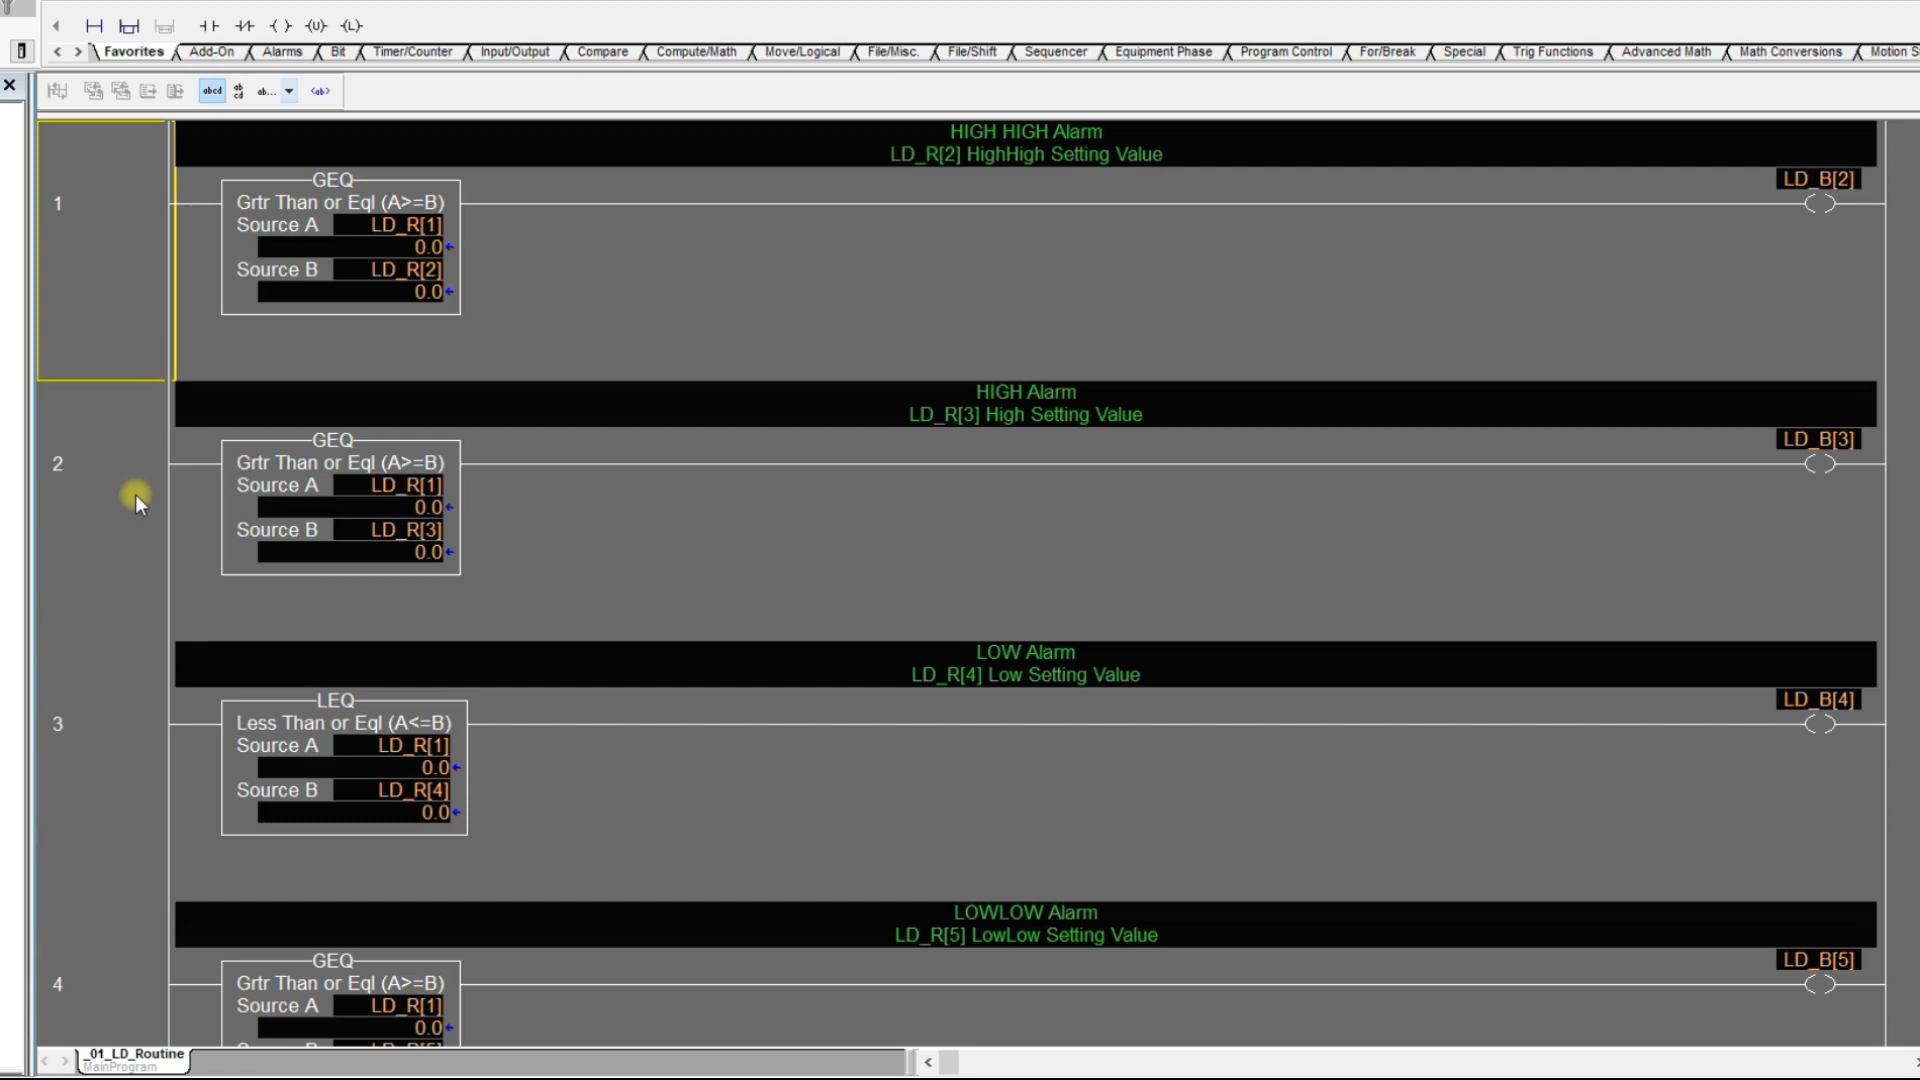 (U)
(L)
Favorites Add-On Alarms Bit Timer/Counter Input/Output Compare Compute/Math Move/Logical File/Misc. File/Shift Sequencer Equipment Phase Program Control For/Break Special Trig Functions Advanced Math Math Conversions Motion S
abcd ab cd ab... <ab>
HIGH HIGH Alarm
LD_R[2] HighHigh Setting Value
LD_B[2]
1
GEQ
Grtr Than or Eql (A>=B)
Source A LD_R[1]
0.0
Source B LD_R[2]
0.0
HIGH Alarm
LD_R[3] High Setting Value
LD_B[3]
2
GEQ
Grtr Than or Eql (A>=B)
Source A LD_R[1]
0.0
Source B LD_R[3]
0.0
LOW Alarm
LD_R[4] Low Setting Value
LD_B[4]
3
LEQ
Less Than or Eql (A<=B)
Source A LD_R[1]
0.0
Source B LD_R[4]
0.0
LOWLOW Alarm
LD_R[5] LowLow Setting Value
LD_B[5]
4
GEQ
Grtr Than or Eql (A>=B)
Source A LD_R[1]
0.0
_01_LD_Routine
MainProgram